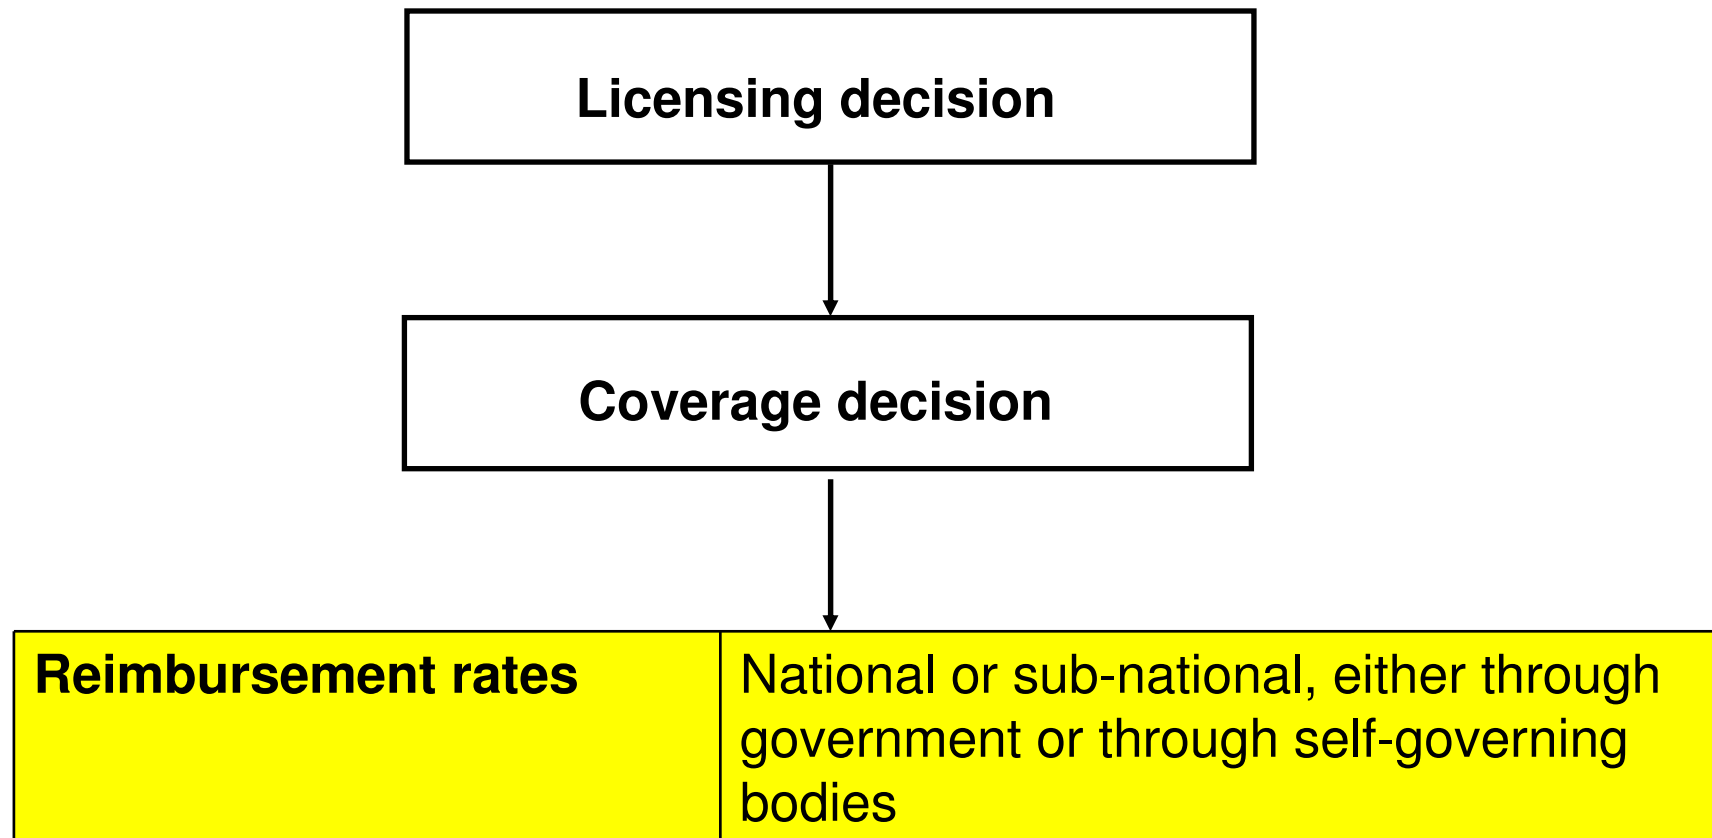 Licensing decision
Coverage decision
Reimbursement rates
National or sub-national, either through
government or through self-governing
bodies